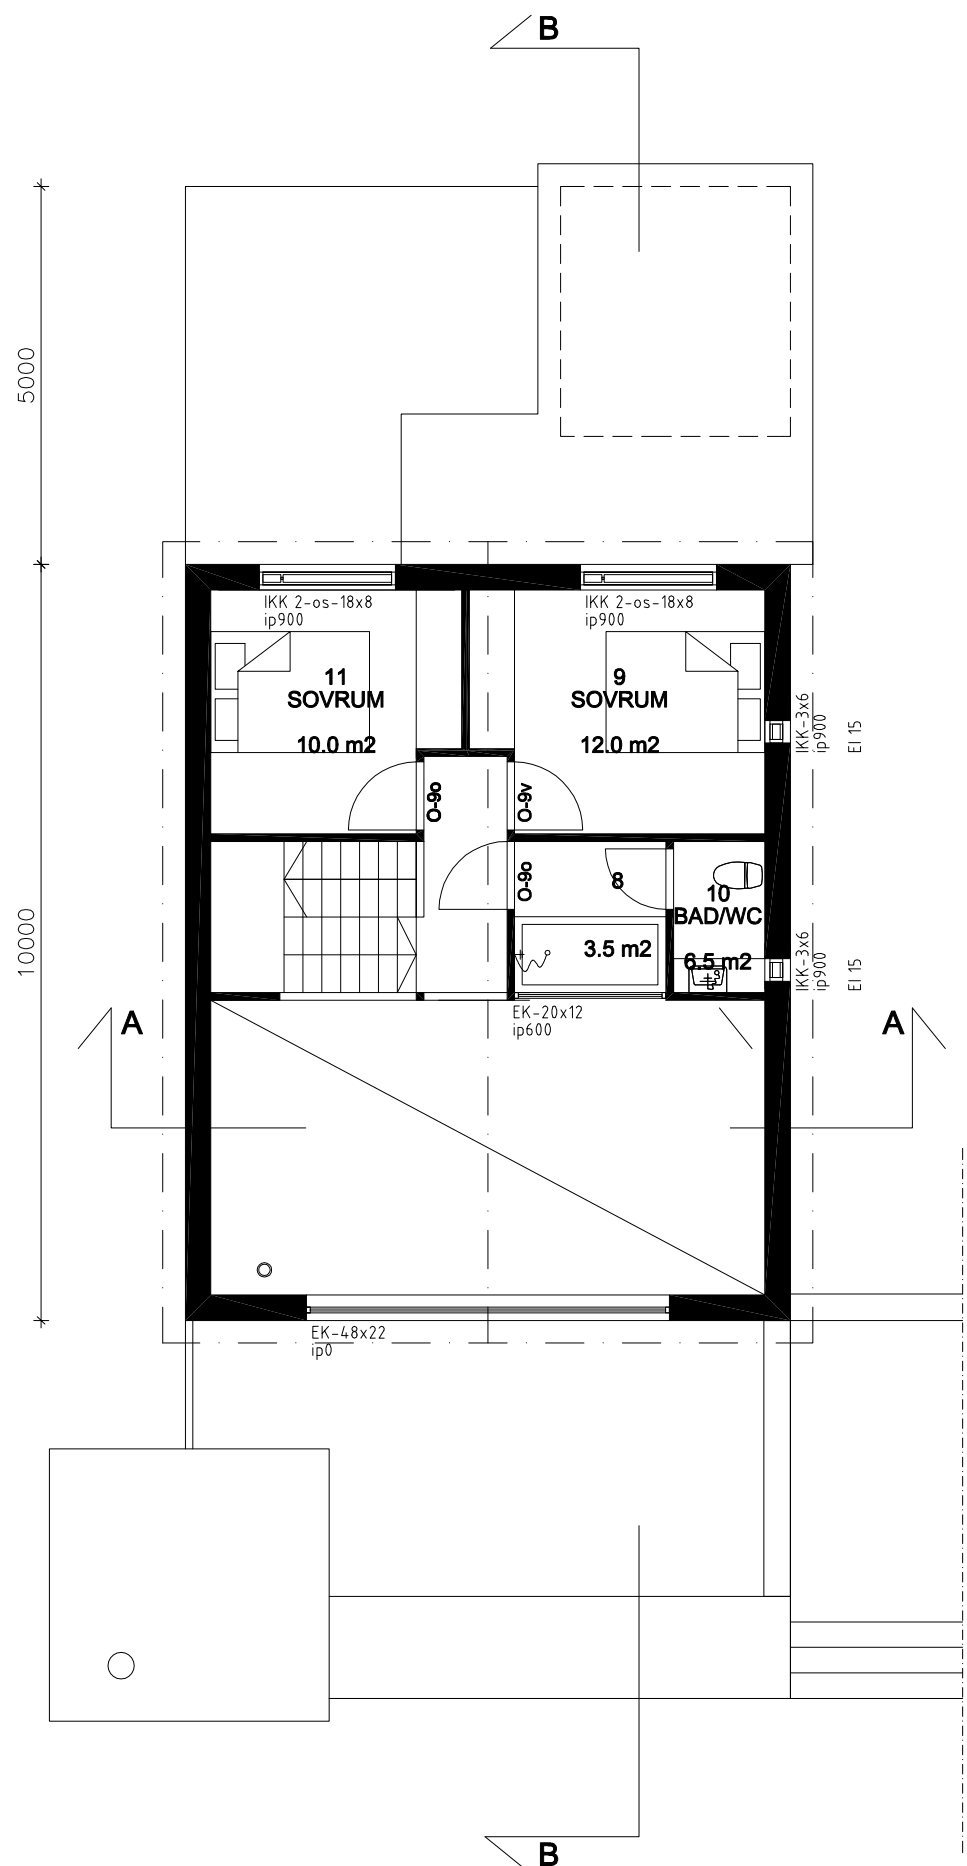 B
5000
IKK 2-os-18x8
ip900
IKK 2-os-18x8
ip900
11
SOVRUM
10.0 m2
9
SOVRUM
12.0 m2
IKK-3x6
ip900
EI 15
O-9o
O-9v
O-9o
8
3.5 m2
10
BAD/WC
6.5 m2
IKK-3x6
ip900
EI 15
10000
A
EK-20x12
ip600
A
EK-48x22
ip0
B